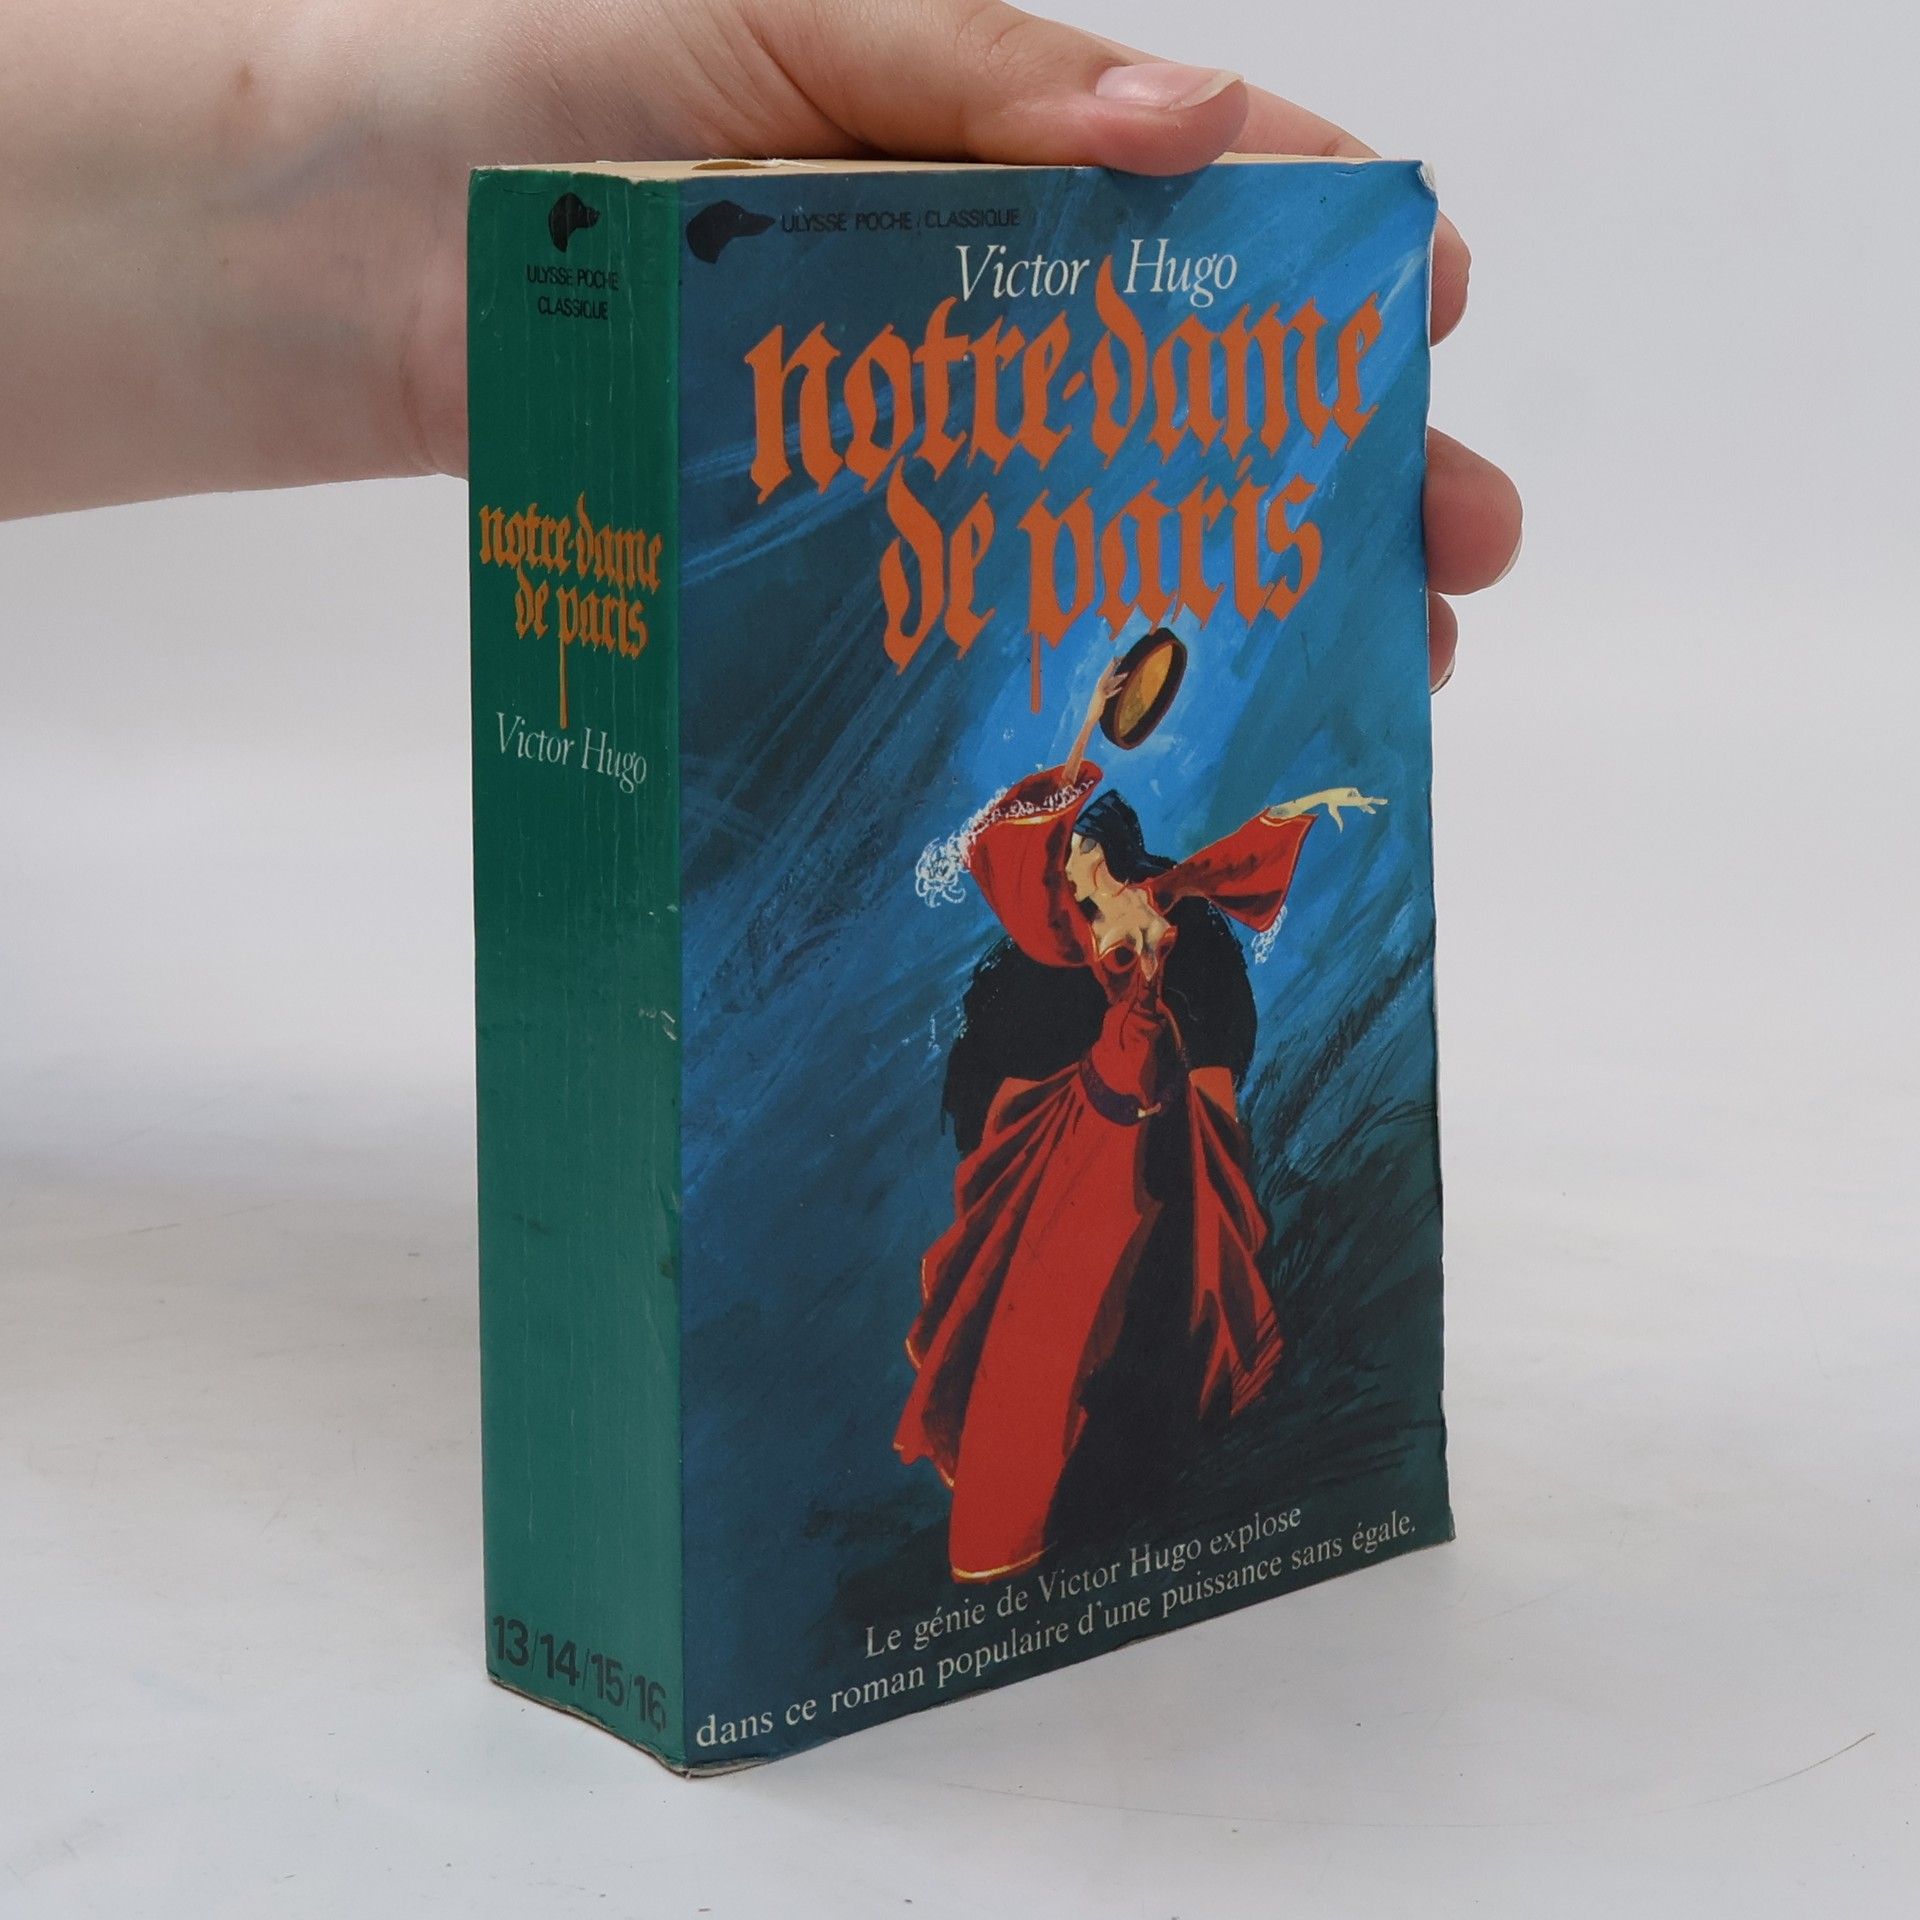 ULYSSE POCHE
CLASSIQUE
notre-dame
de paris
Victor Hugo
13/14/15/16
ULYSSE POCHE / CLASSIQUE
Victor Hugo
notre-dame
de paris
Le génie de Victor Hugo explose
dans ce roman populaire d'une puissance sans égale.